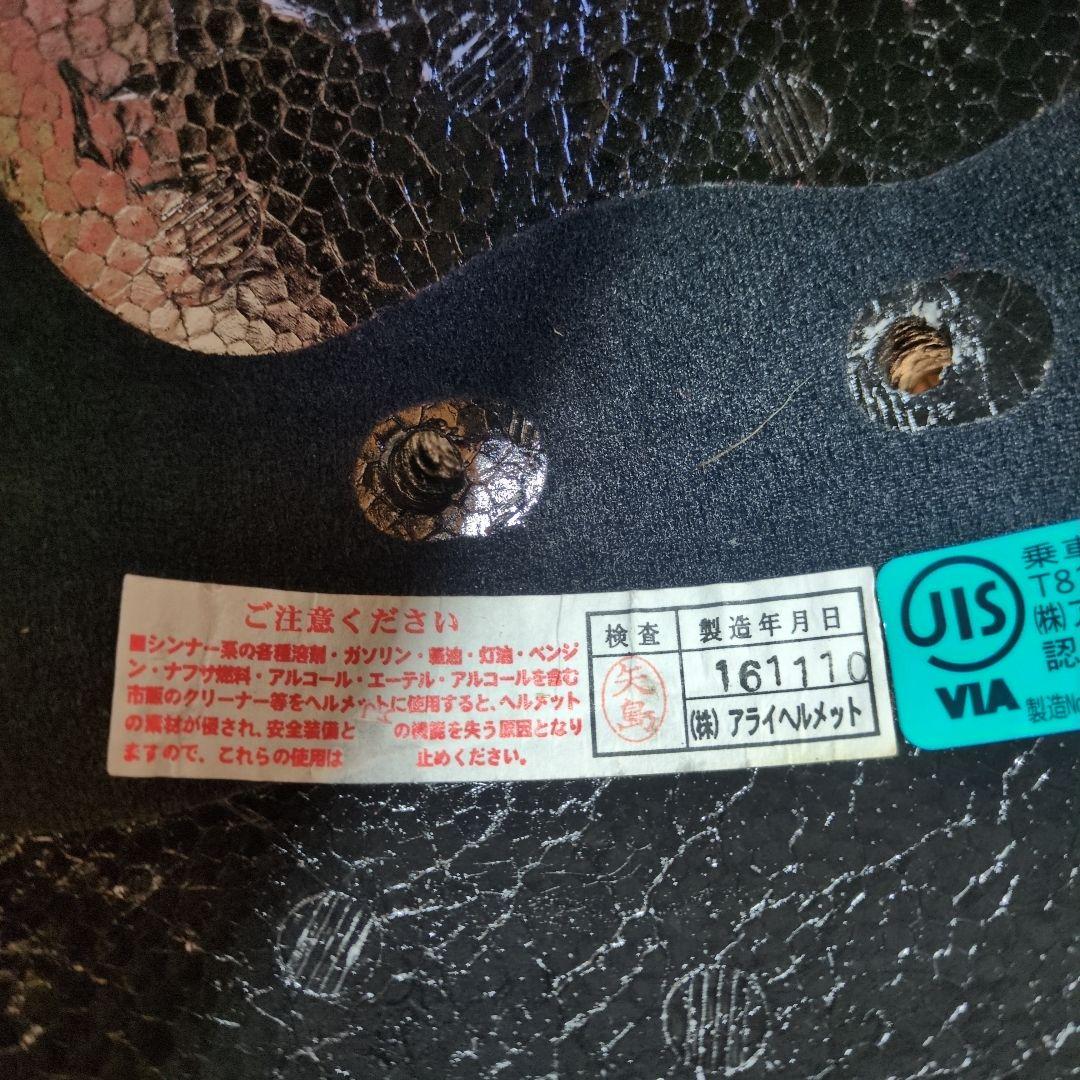 ご注意ください
■シンナー系の各種溶剤・ガソリン・軽油・灯油・ベンジ
ン・ナフサ燃料・アルコール・エーテル・アルコールを含む
市販のクリーナー等をヘルメットに使用すると、ヘルメット
の素材が侵され、安全装備と の機能を失う原因となり
ますので、これらの使用は 止めください。
検査
矢島
製造年月日
161110
(株) アライヘルメット
JIS
VIA
乗車
T81
(株)ア
認
製造No